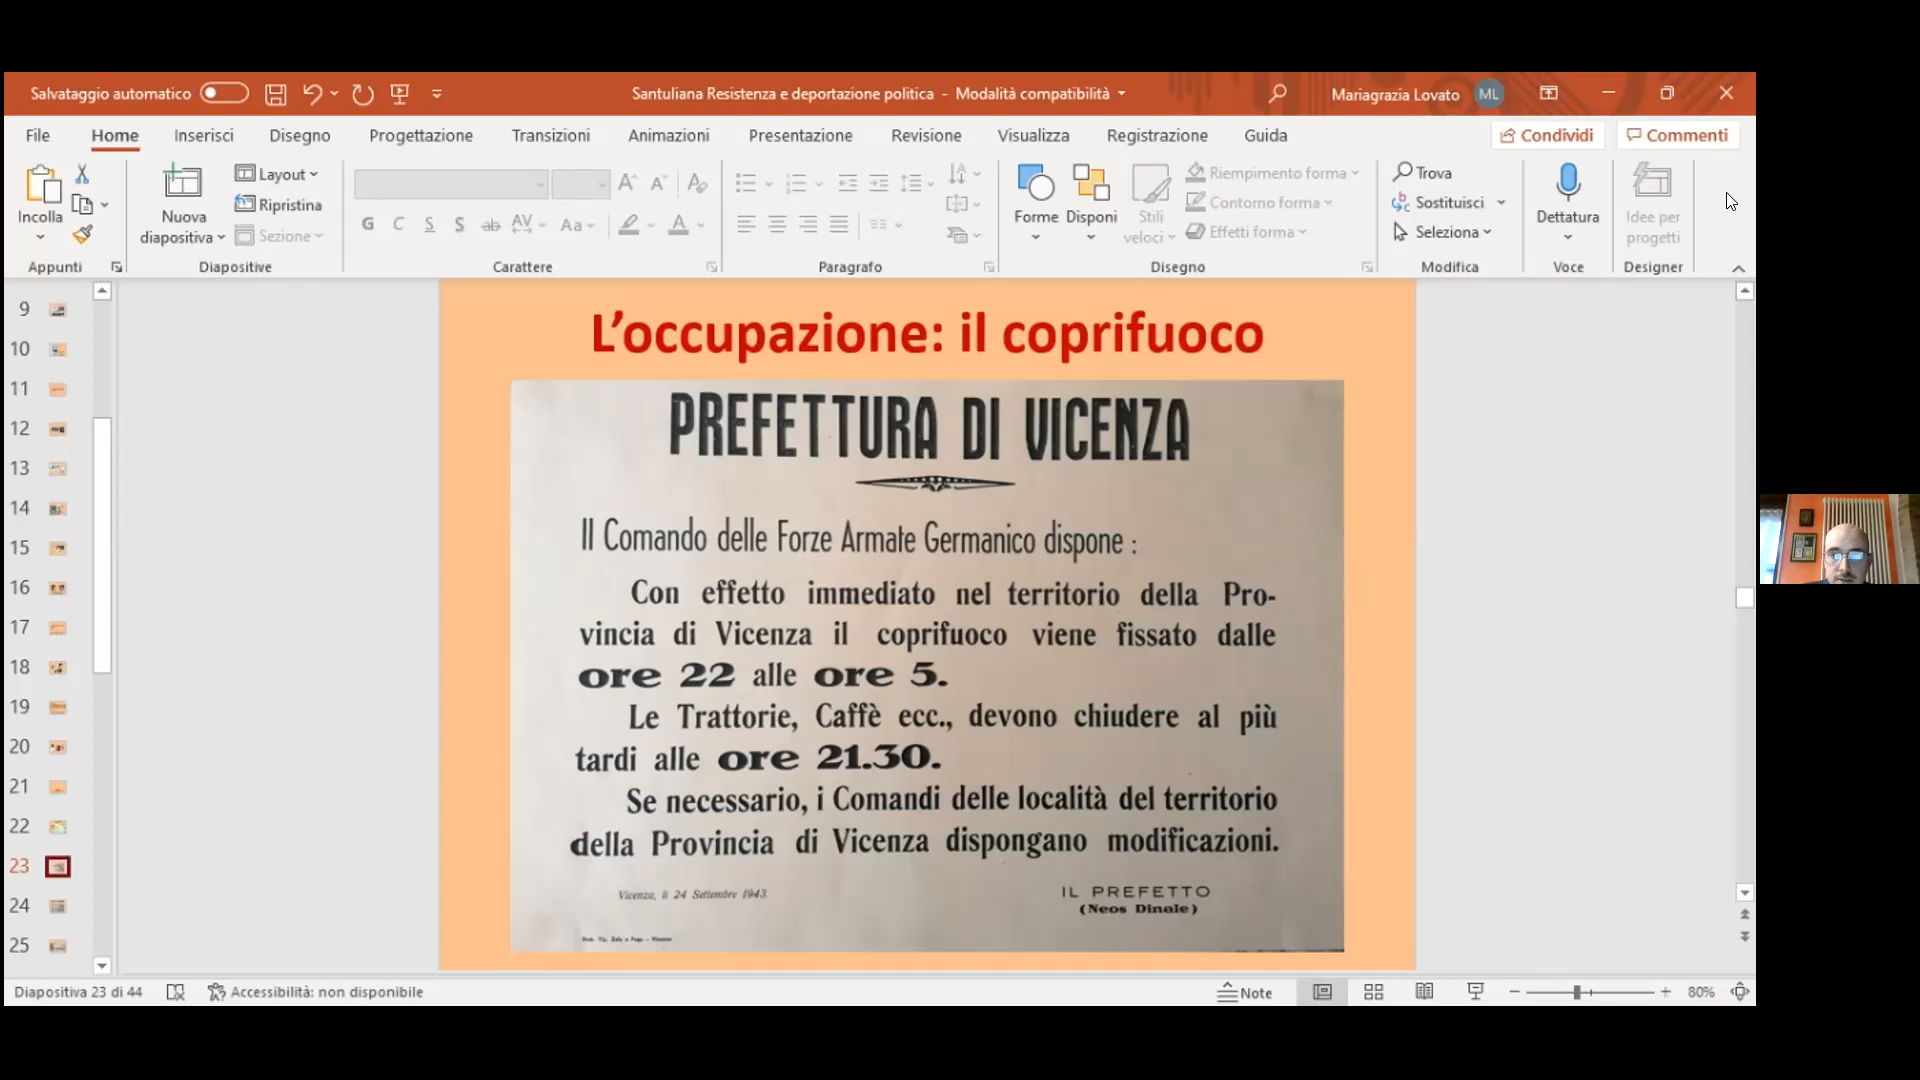 Salvataggio automatico
Santuliana Resistenza e deportazione politica - Modalità compatibilità
Mariagrazia Lovato ML
File Home Inserisci Disegno Progettazione Transizioni Animazioni Presentazione Revisione Visualizza Registrazione Guida Condividi Commenti
Incolla
Appunti
Nuova diapositiva
Layout
Ripristina
Sezione
Diapositive
G C S S ab AV Aa A
Carattere
Paragrafo
Forme
Disponi
Stili veloci
Riempimento forma
Contorno forma
Effetti forma
Disegno
Trova
Sostituisci
Seleziona
Modifica
Dettatura
Voce
Idee per progetti
Designer
9
10
11
12
13
14
15
16
17
18
19
20
21
22
23
24
25
L'occupazione: il coprifuoco
PREFETTURA DI VICENZA
Il Comando delle Forze Armate Germanico dispone :
Con effetto immediato nel territorio della Pro-
vincia di Vicenza il coprifuoco viene fissato dalle
ore 22 alle ore 5.
Le Trattorie, Caffè ecc., devono chiudere al più
tardi alle ore 21.30.
Se necessario, i Comandi delle località del territorio
della Provincia di Vicenza dispongano modificazioni.
Vicenza, li 24 Settembre 1943.
IL PREFETTO
(Neos Dinale)
Diapositiva 23 di 44
Accessibilità: non disponibile
Note
80%